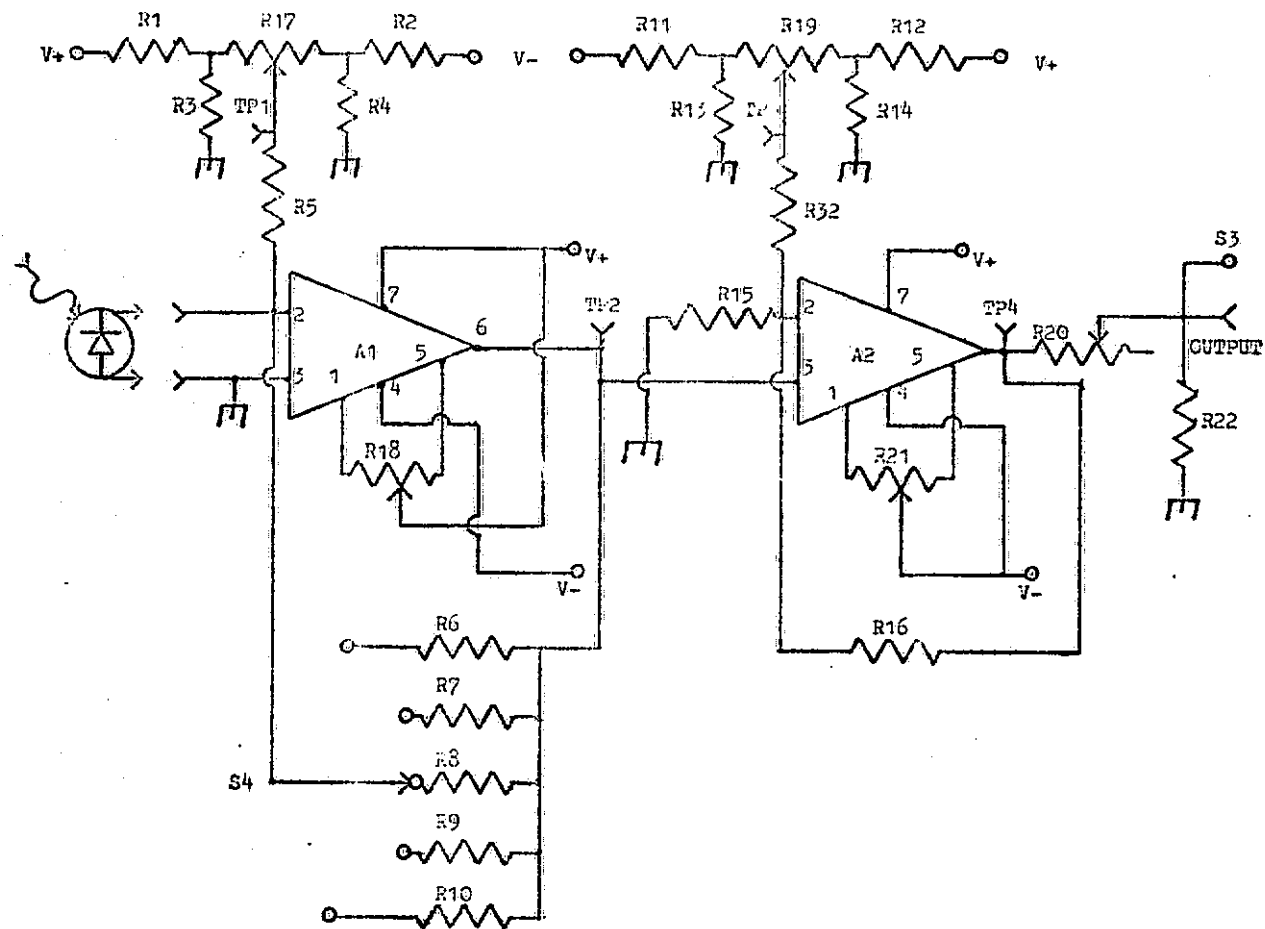 R1 R17 R2 R11 R19 R12
V+ V- V+
R3 TP1 R4 R13 TP R14
R5 R32
V+ S3
V+
7 7
2 TP2 R15 2 TP4
6 R20
A1 5 A2 5 OUTPUT
3 1 4 3 1 4
R22
R18 R21
V- V-
R6 R16
R7
S4 R8
R9
R10